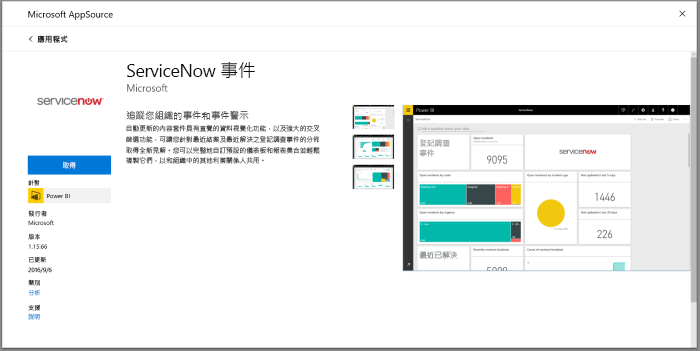 Microsoft AppSource
應用程式
servicenow
取得
針對
Power BI
發行者
Microsoft
版本
1.15.66
已更新
2016/9/6
類別
分析
支援
說明
ServiceNow 事件
Microsoft
追蹤您組織的事件和事件警示
自動更新的內容套件具有直覺的資料視覺化功能，以及強大的交叉
篩選功能，可讓您針對最近結案及最近解決之登記調查事件的分佈
取得全新見解。您可以完整地自訂預設的儀表板和報表集合並輕鬆
複製它們，以和組織中的其他利害關係人共用。
Power BI
ServiceNow
Ask a question about your data
登記調查
事件
Open incidents
9095
servicenow
Open incidents by state
Open incidents by incident age
Not updated in last 5 days
1446
Open incidents by urgency
Not updated in last 30 days
226
最近已解決
Recently resolved incidents
Count of resolved incidents